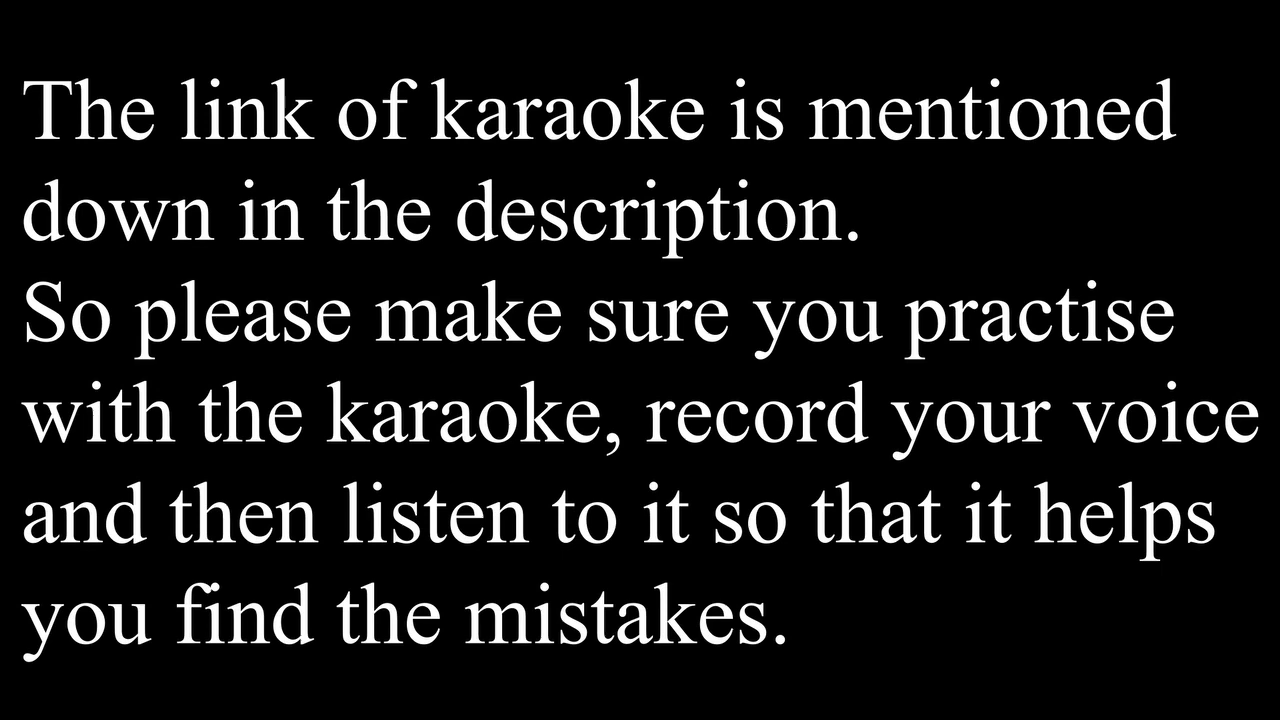 The link of karaoke is mentioned
down in the description.
So please make sure you practise
with the karaoke, record your voice
and then listen to it so that it helps
you find the mistakes.